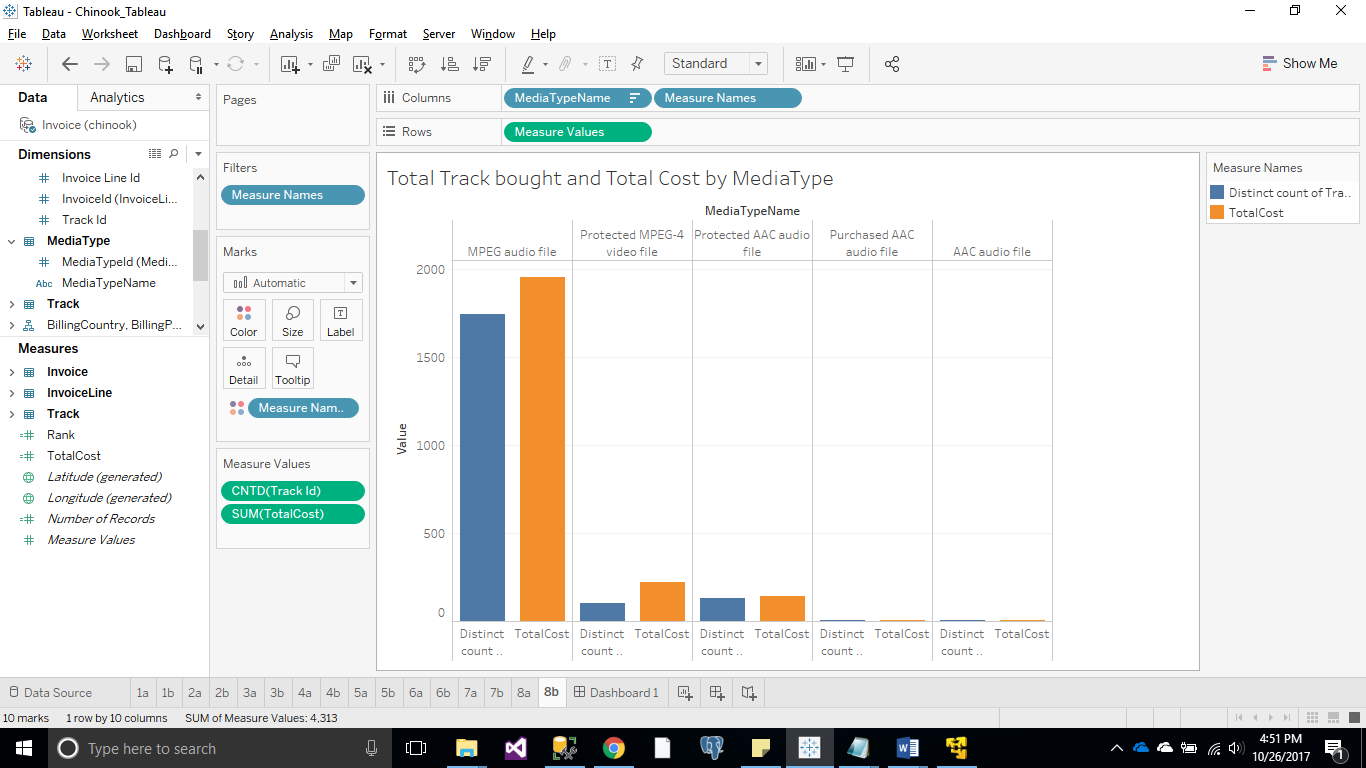 Tableau - Chinook_Tableau
File Data Worksheet Dashboard Story Analysis Map Format Server Window Help
Standard
Show Me
Data Analytics
Invoice (chinook)
Dimensions
Invoice Line Id
InvoiceId (InvoiceLi...
Track Id
MediaType
MediaTypeId (Medi...
Abc MediaTypeName
Track
BillingCountry, BillingP...
Measures
Invoice
InvoiceLine
Track
Rank
TotalCost
Latitude (generated)
Longitude (generated)
Number of Records
Measure Values
Pages
Filters
Measure Names
Marks
Automatic
Color Size Label
Detail Tooltip
Measure Nam..
Measure Values
CNTD(Track Id)
SUM(TotalCost)
Columns MediaTypeName Measure Names
Rows Measure Values
Total Track bought and Total Cost by MediaType
MediaTypeName
MPEG audio file
Protected MPEG-4
video file
Protected AAC audio
file
Purchased AAC
audio file
AAC audio file
Value
2000
1500
1000
500
0
Distinct
count ..
TotalCost
Distinct
count ..
TotalCost
Distinct
count ..
TotalCost
Distinct
count ..
TotalCost
Distinct
count ..
TotalCost
Measure Names
Distinct count of Tra..
TotalCost
Data Source 1a 1b 2a 2b 3a 3b 4a 4b 5a 5b 6a 6b 7a 7b 8a 8b Dashboard 1
10 marks 1 row by 10 columns SUM of Measure Values: 4,313
Type here to search
4:51 PM
10/26/2017
1